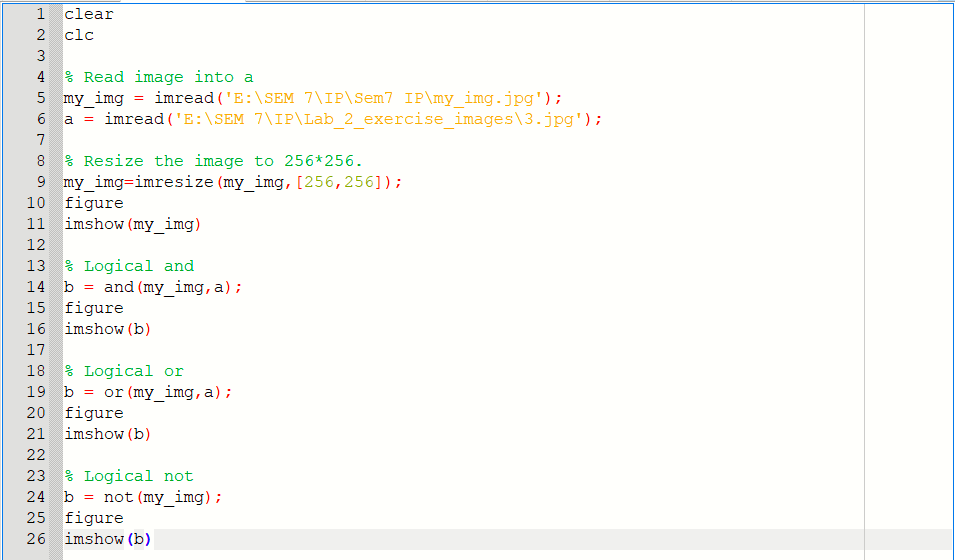 1 clear
2 clc
3
4 % Read image into a
5 my_img = imread('E:\SEM 7\IP\Sem7 IP\my_img.jpg');
6 a = imread('E:\SEM 7\IP\Lab_2_exercise_images\3.jpg');
7
8 % Resize the image to 256*256.
9 my_img=imresize(my_img,[256,256]);
10 figure
11 imshow(my_img)
12
13 % Logical and
14 b = and(my_img,a);
15 figure
16 imshow(b)
17
18 % Logical or
19 b = or(my_img,a);
20 figure
21 imshow(b)
22
23 % Logical not
24 b = not(my_img);
25 figure
26 imshow(b)